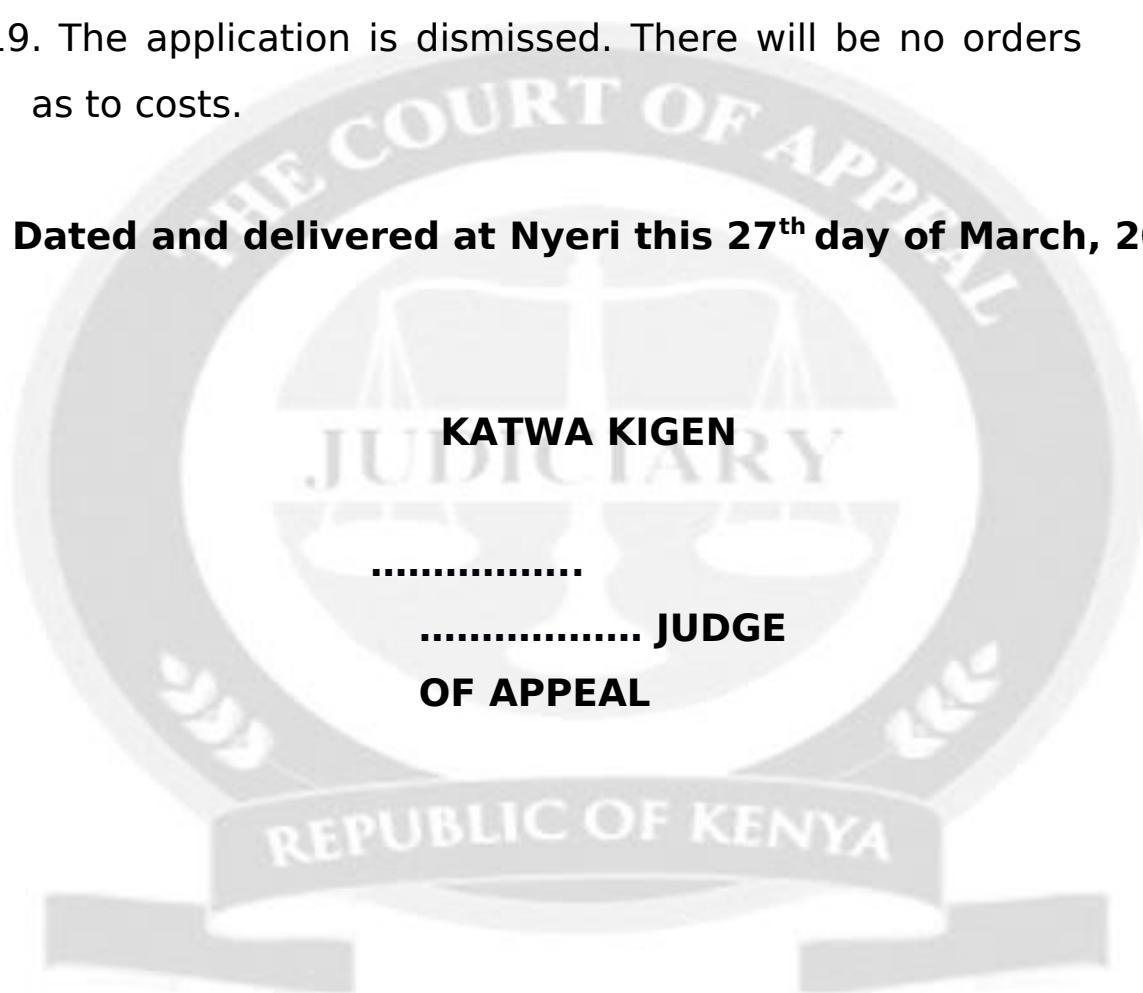 19. The application is dismissed. There will be no orders
as to costs.
THE COURT OF APPEAL
Dated and delivered at Nyeri this 27th day of March,
KATWA KIGEN
JUDICIARY
……………..
……………… JUDGE
OF APPEAL
REPUBLIC OF KENYA